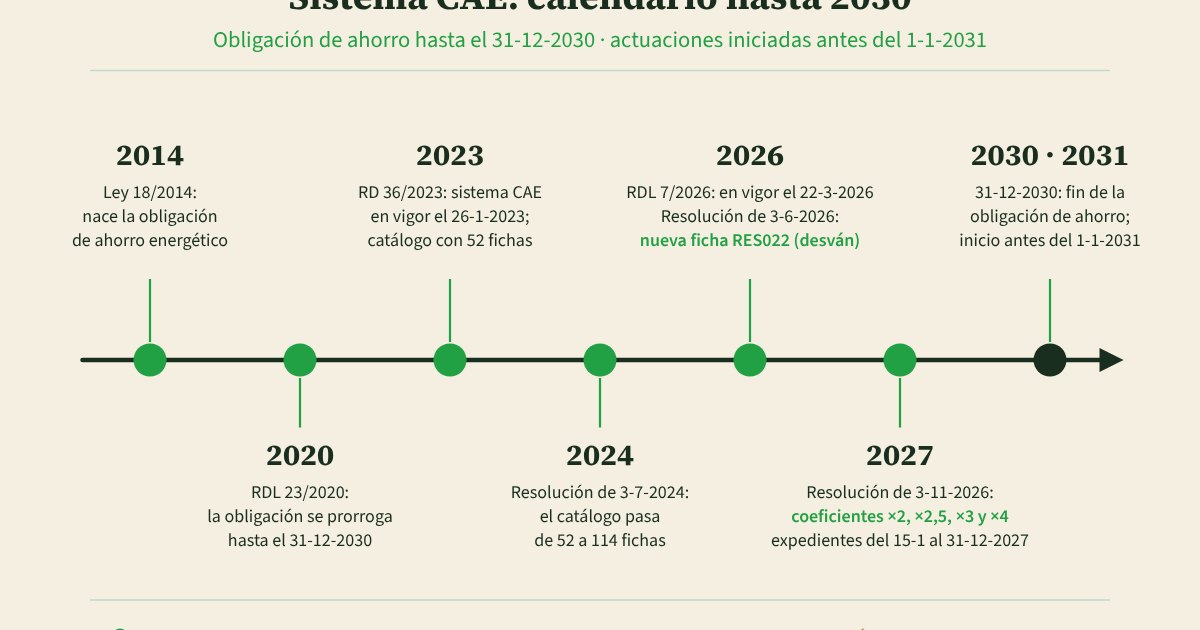 Sistema CAE: calendario hasta 2030
Obligación de ahorro hasta el 31-12-2030 · actuaciones iniciadas antes del 1-1-2031
2014
Ley 18/2014:
nace la obligación
de ahorro energético
2023
RD 36/2023: sistema CAE
en vigor el 26-1-2023;
catálogo con 52 fichas
2026
RDL 7/2026: en vigor el 22-3-2026
Resolución de 3-6-2026:
nueva ficha RES022 (desván)
2030 · 2031
31-12-2030: fin de la
obligación de ahorro;
inicio antes del 1-1-2031
2020
RDL 23/2020:
la obligación se prorroga
hasta el 31-12-2030
2024
Resolución de 3-7-2024:
el catálogo pasa
de 52 a 114 fichas
2027
Resolución de 3-11-2026:
coeficientes ×2, ×2,5, ×3 y ×4
expedientes del 15-1 al 31-12-2027